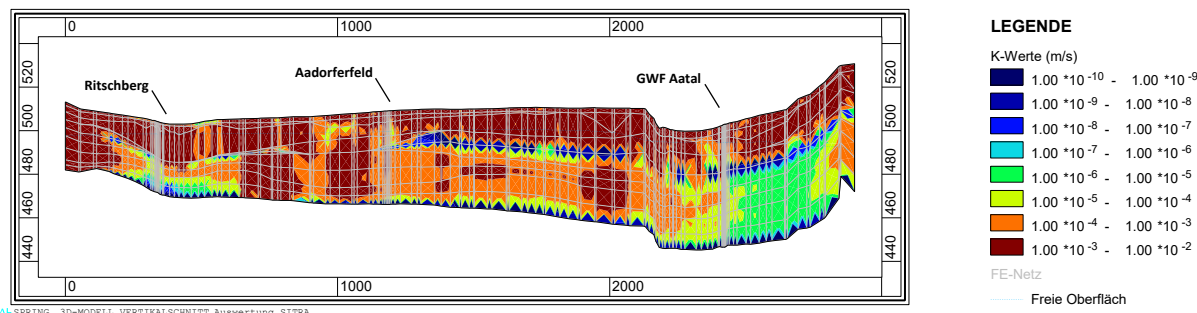 0 1000 2000
520 500 480 460 440
520 500 480 460 440
Ritschberg
Aadorferfeld
GWF Aatal
0 1000 2000
SPRING 3D-MODELL VERTIKALSCHNITT Auswertung SITRA
LEGENDE
K-Werte (m/s)
1.00 *10 -10 - 1.00 *10 -9
1.00 *10 -9 - 1.00 *10 -8
1.00 *10 -8 - 1.00 *10 -7
1.00 *10 -7 - 1.00 *10 -6
1.00 *10 -6 - 1.00 *10 -5
1.00 *10 -5 - 1.00 *10 -4
1.00 *10 -4 - 1.00 *10 -3
1.00 *10 -3 - 1.00 *10 -2
FE-Netz
Freie Oberfläch